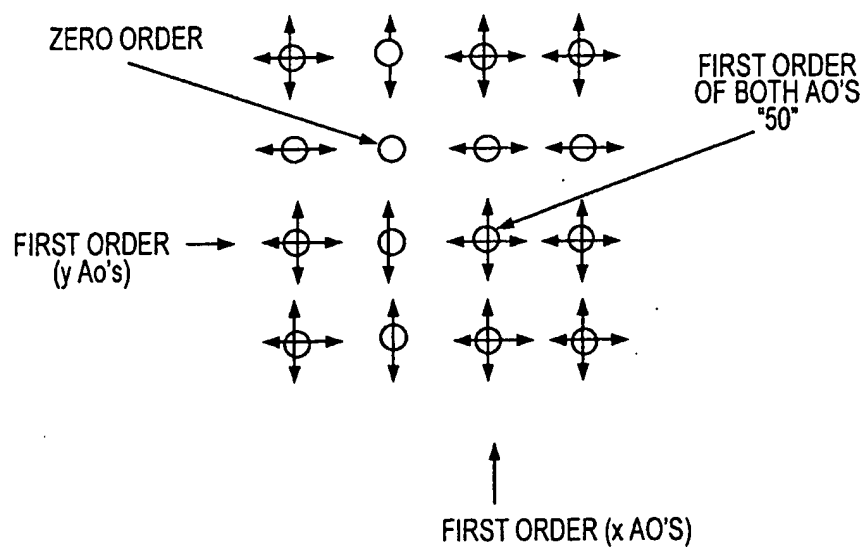 ZERO ORDER
FIRST ORDER
OF BOTH AO'S
"50"
FIRST ORDER
(y Ao's)
FIRST ORDER (x AO'S)